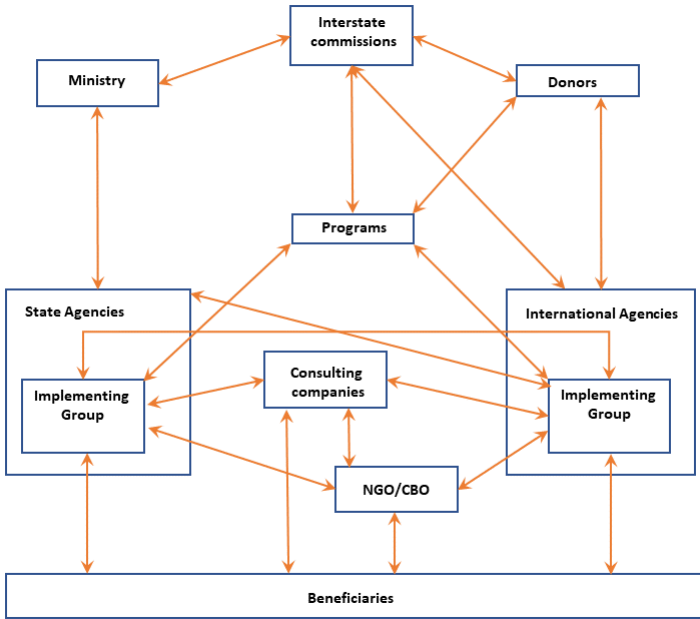 Interstate
commissions
Ministry
Donors
Programs
State Agencies
International Agencies
Implementing
Group
Consulting
companies
Implementing
Group
NGO/CBO
Beneficiaries